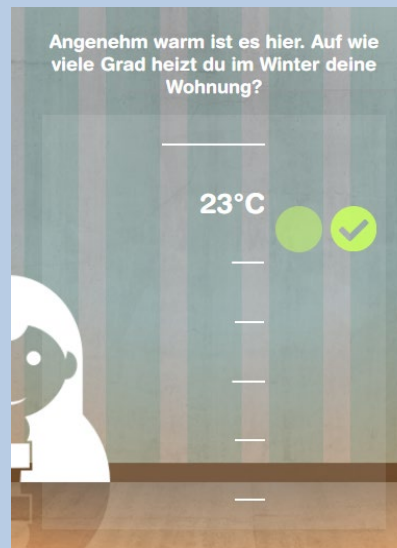 Angenehm warm ist es hier. Auf wie
viele Grad heizt du im Winter deine
Wohnung?
23°C